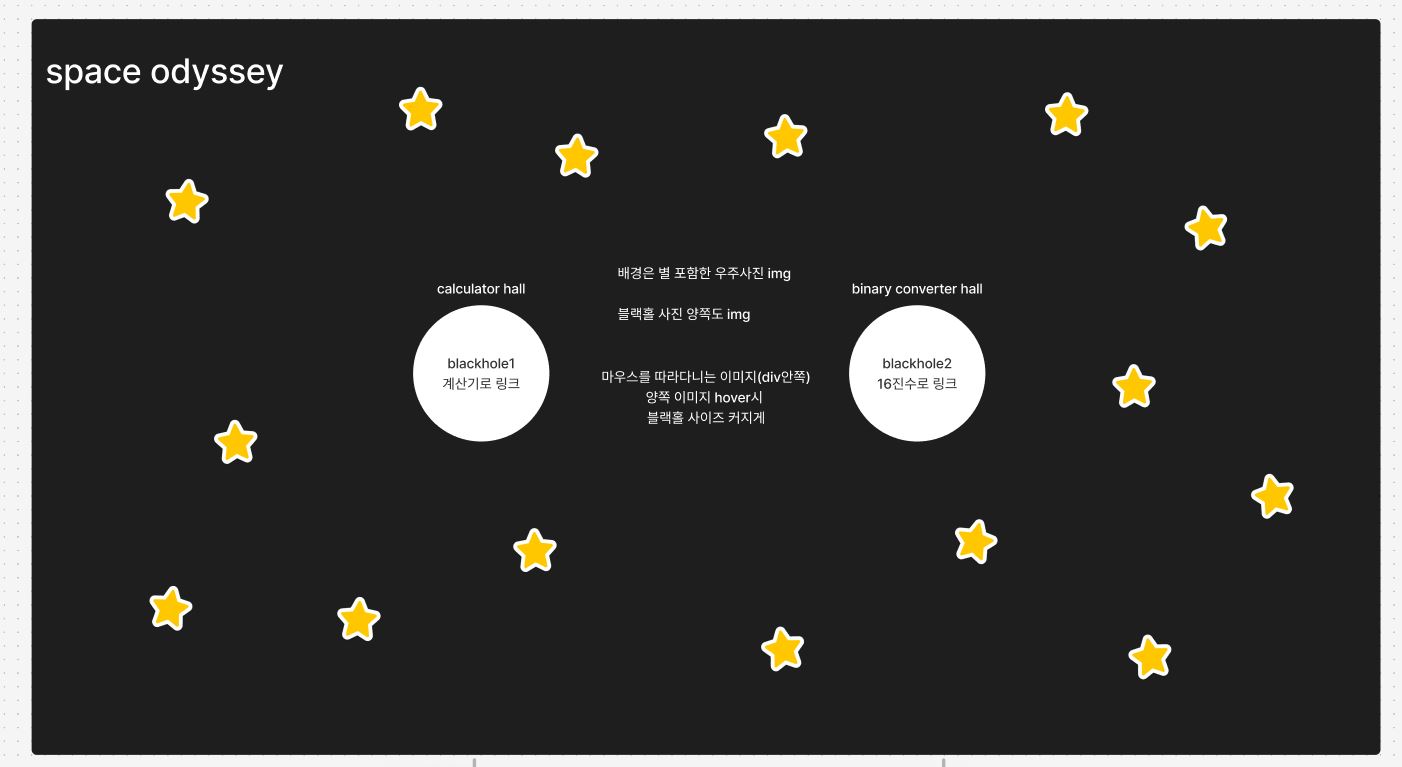 space odyssey
배경은 별 포함한 우주사진 img
calculator hall
binary converter hall
블랙홀 사진 양쪽도 img
blackhole1
계산기로 링크
마우스를 따라다니는 이미지(div안쪽)
양쪽 이미지 hover시
블랙홀 사이즈 커지게
blackhole2
16진수로 링크